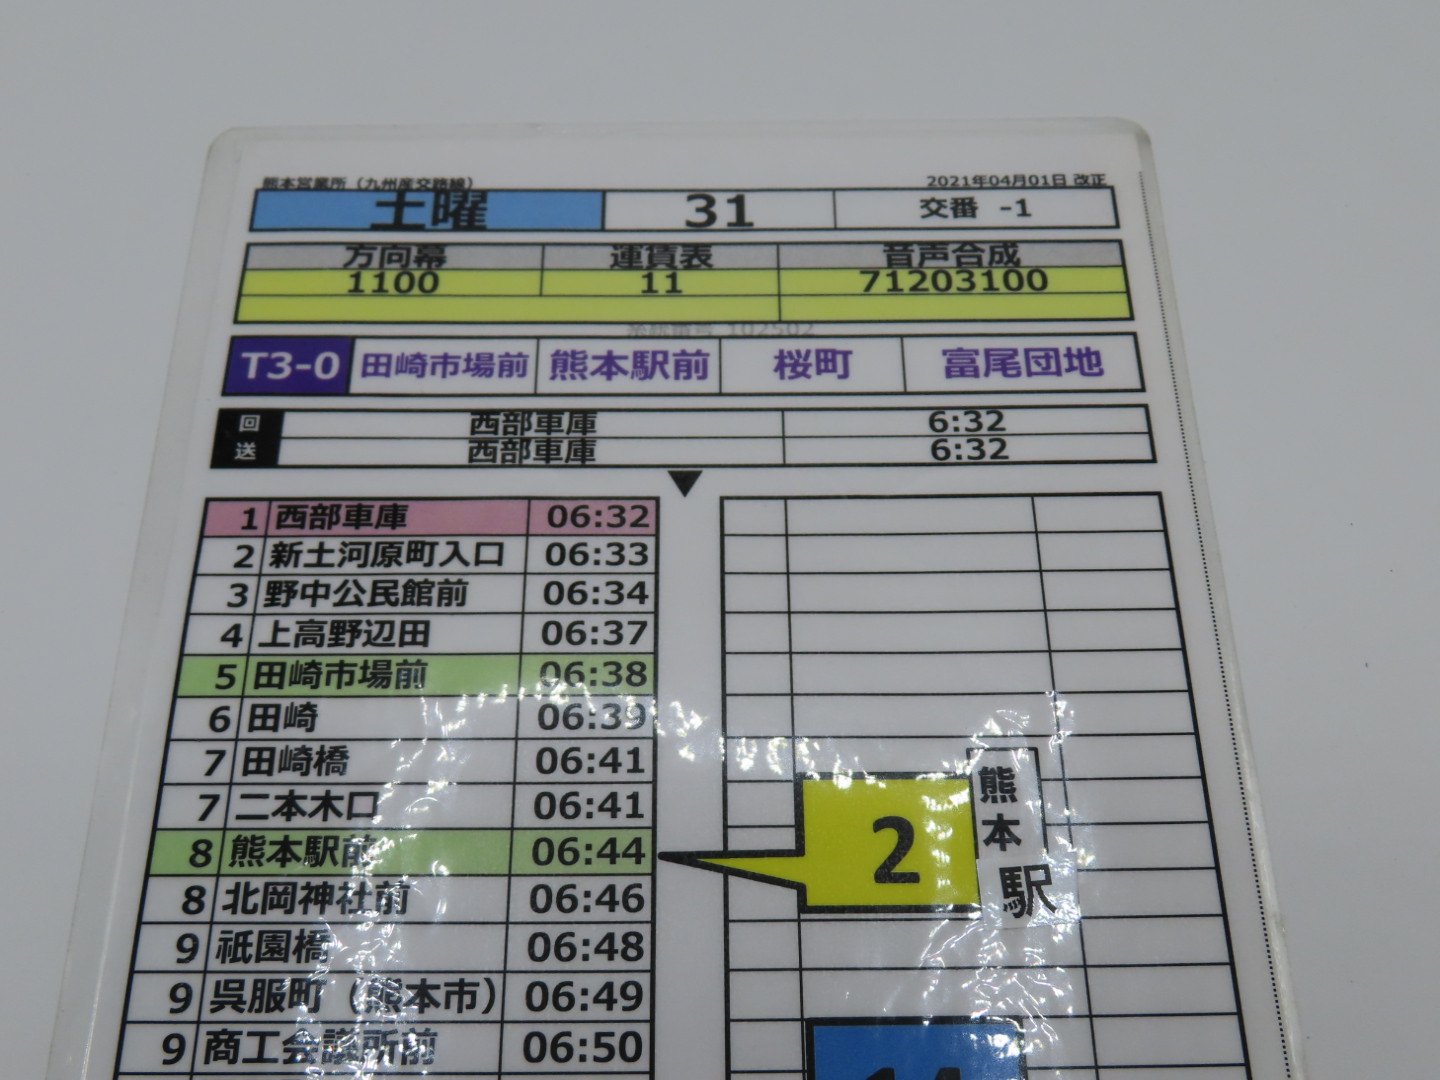 熊本営業所（九州産交路線）
2021年04月01日 改正
土曜 31 交番 -1
方向幕 運賃表 音声合成
1100 11 71203100
系統番号 102502
T3-0 田崎市場前 熊本駅前 桜町 富尾団地
回送
西部車庫 6:32
西部車庫 6:32
1 西部車庫 06:32
2 新土河原町入口 06:33
3 野中公民館前 06:34
4 上高野辺田 06:37
5 田崎市場前 06:38
6 田崎 06:39
7 田崎橋 06:41
7 二本木口 06:41
8 熊本駅前 06:44
2 熊本駅
8 北岡神社前 06:46
9 祇園橋 06:48
9 呉服町（熊本市） 06:49
9 商工会議所前 06:50